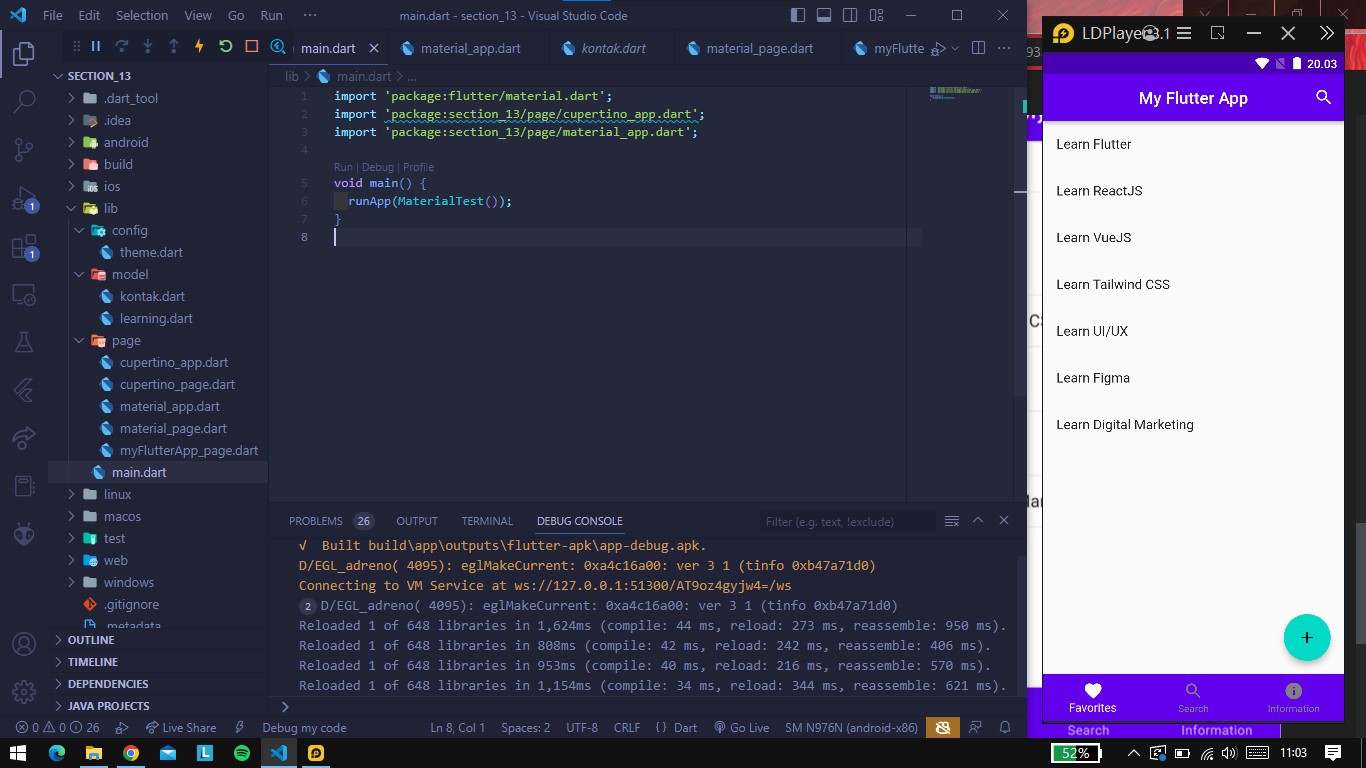 File Edit Selection View Go Run ··· main.dart - section_13 - Visual Studio Code
main.dart material_app.dart kontak.dart material_page.dart myFlutte
lib > main.dart > ...
SECTION_13
.dart_tool
.idea
android
build
ios
lib
config
theme.dart
model
kontak.dart
learning.dart
page
cupertino_app.dart
cupertino_page.dart
material_app.dart
material_page.dart
myFlutterApp_page.dart
main.dart
linux
macos
test
web
windows
.gitignore
.metadata
OUTLINE
TIMELINE
DEPENDENCIES
JAVA PROJECTS
1
1
1 import 'package:flutter/material.dart';
2 import 'package:section_13/page/cupertino_app.dart';
3 import 'package:section_13/page/material_app.dart';
4
Run | Debug | Profile
5 void main() {
6 runApp(MaterialTest());
7 }
8
PROBLEMS 26 OUTPUT TERMINAL DEBUG CONSOLE Filter (e.g. text, !exclude)
√ Built build\app\outputs\flutter-apk\app-debug.apk.
D/EGL_adreno( 4095): eglMakeCurrent: 0xa4c16a00: ver 3 1 (tinfo 0xb47a71d0)
Connecting to VM Service at ws://127.0.0.1:51300/AT9oz4gyjw4=/ws
2 D/EGL_adreno( 4095): eglMakeCurrent: 0xa4c16a00: ver 3 1 (tinfo 0xb47a71d0)
Reloaded 1 of 648 libraries in 1,624ms (compile: 44 ms, reload: 273 ms, reassemble: 950 ms).
Reloaded 1 of 648 libraries in 808ms (compile: 42 ms, reload: 242 ms, reassemble: 406 ms).
Reloaded 1 of 648 libraries in 953ms (compile: 40 ms, reload: 216 ms, reassemble: 570 ms).
Reloaded 1 of 648 libraries in 1,154ms (compile: 34 ms, reload: 344 ms, reassemble: 621 ms).
>
0 0 26 Live Share Debug my code Ln 8, Col 1 Spaces: 2 UTF-8 CRLF { } Dart Go Live SM N976N (android-x86)
LDPlayer
3.1
20.03
My Flutter App
Learn Flutter
Learn ReactJS
Learn VueJS
Learn Tailwind CSS
Learn UI/UX
Learn Figma
Learn Digital Marketing
+
Favorites Search Information
Search Information
52% 11:03